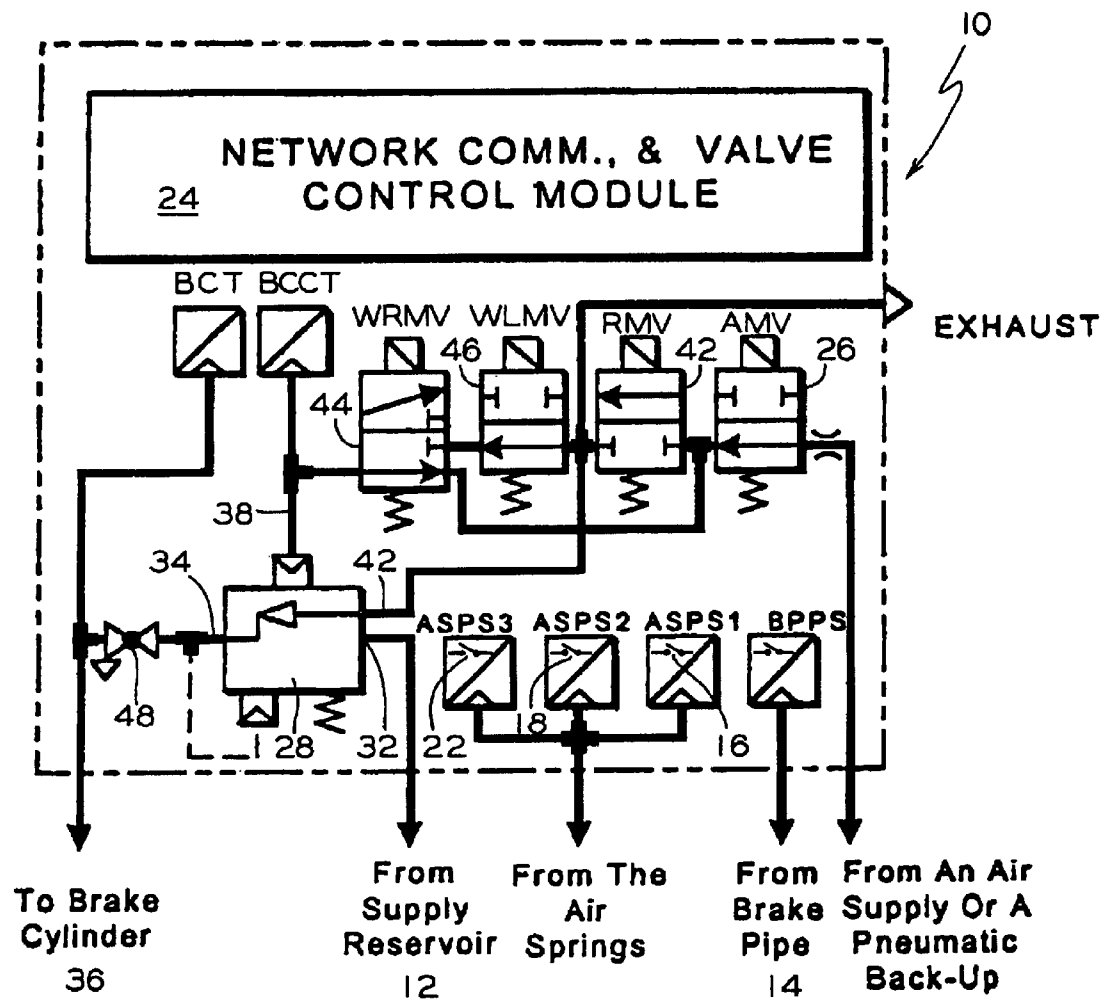 10
NETWORK COMM., & VALVE
CONTROL MODULE
24
BCT
BCCT
WRMV
WLMV
RMV
AMV
EXHAUST
46
42
26
44
38
34
42
ASPS3
ASPS2
ASPS1
BPPS
48
28
32
22
18
16
To Brake
Cylinder
36
From
Supply
Reservoir
12
From The
Air
Springs
From
Brake
Pipe
14
From An Air
Supply Or A
Pneumatic
Back-Up